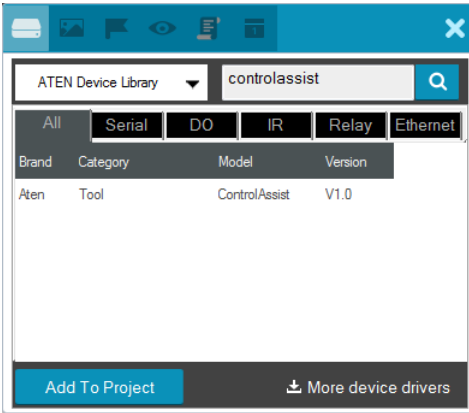 ATEN Device Library controlassist
All Serial DO IR Relay Ethernet
Brand Category Model Version
Aten Tool ControlAssist V1.0
Add To Project More device drivers